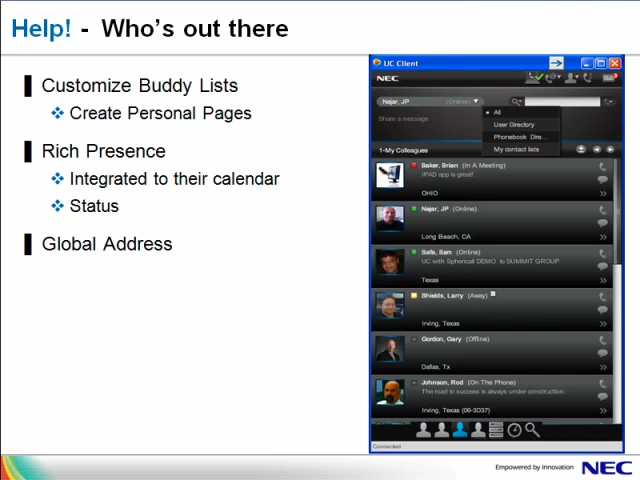 Help! - Who's out there
Customize Buddy Lists
Create Personal Pages
Rich Presence
Integrated to their calendar
Status
Global Address
UC Client
NEC
Najar, JP (Online)
Share a message
All
User Directory
Phonebook Dire...
My contact lists
1-My Colleagues
Baker, Brian (In A Meeting)
IPAD app is great!
OHIO
Najer, JP (Online)
Long Beach, CA
Safa, Sam (Online)
UC with Sphericall DEMO to SUMMIT GROUP
Texas
Shields, Larry (Away)
Irving, Texas
Gordon, Gary (Offline)
Dallas, Tx
Johnson, Rod (On The Phone)
The road to success is always under construction
Irving, Texas (06-3D37)
Connected
Empowered by Innovation NEC